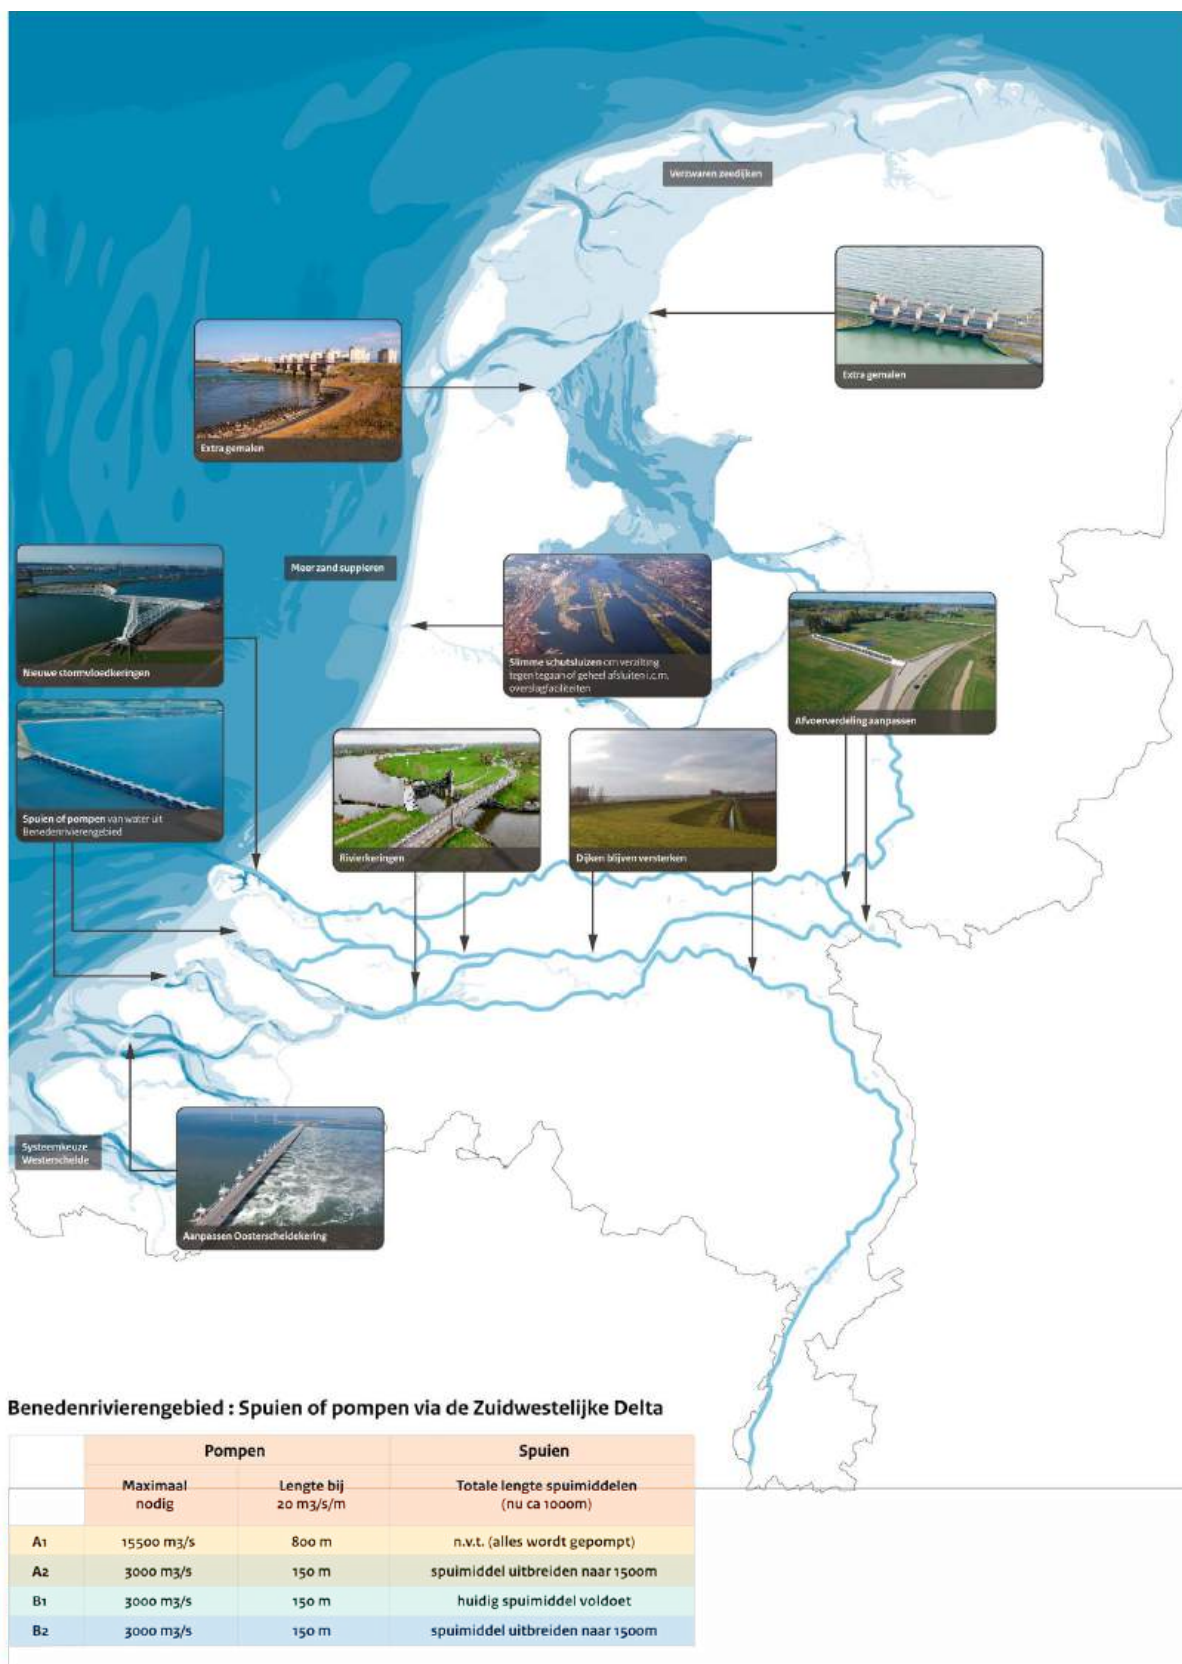 Verzwaren zeedijken
Extra gemalen
Extra gemalen
Meer zand suppleren
Nieuwe stormvloedkeringen
Slimme schutsluizen om verzilting
tegen tegaan of geheel afsluiten i.c.m.
overslagfaciliteiten
Afvoerverdeling aanpassen
Spuien of pompen van water uit
Benedenrivierengebied
Rivierkeringen
Dijken blijven versterken
Systeemkeuze
Westerschelde
Aanpassen Oosterscheldekering
Benedenrivierengebied : Spuien of pompen via de Zuidwestelijke Delta
Pompen Spuien
Maximaal Lengte bij Totale lengte spuimiddelen
nodig 20 m3/s/m (nu ca 1000m)
A1 15500 m3/s 800 m n.v.t. (alles wordt gepompt)
A2 3000 m3/s 150 m spuimiddel uitbreiden naar 1500m
B1 3000 m3/s 150 m huidig spuimiddel voldoet
B2 3000 m3/s 150 m spuimiddel uitbreiden naar 1500m